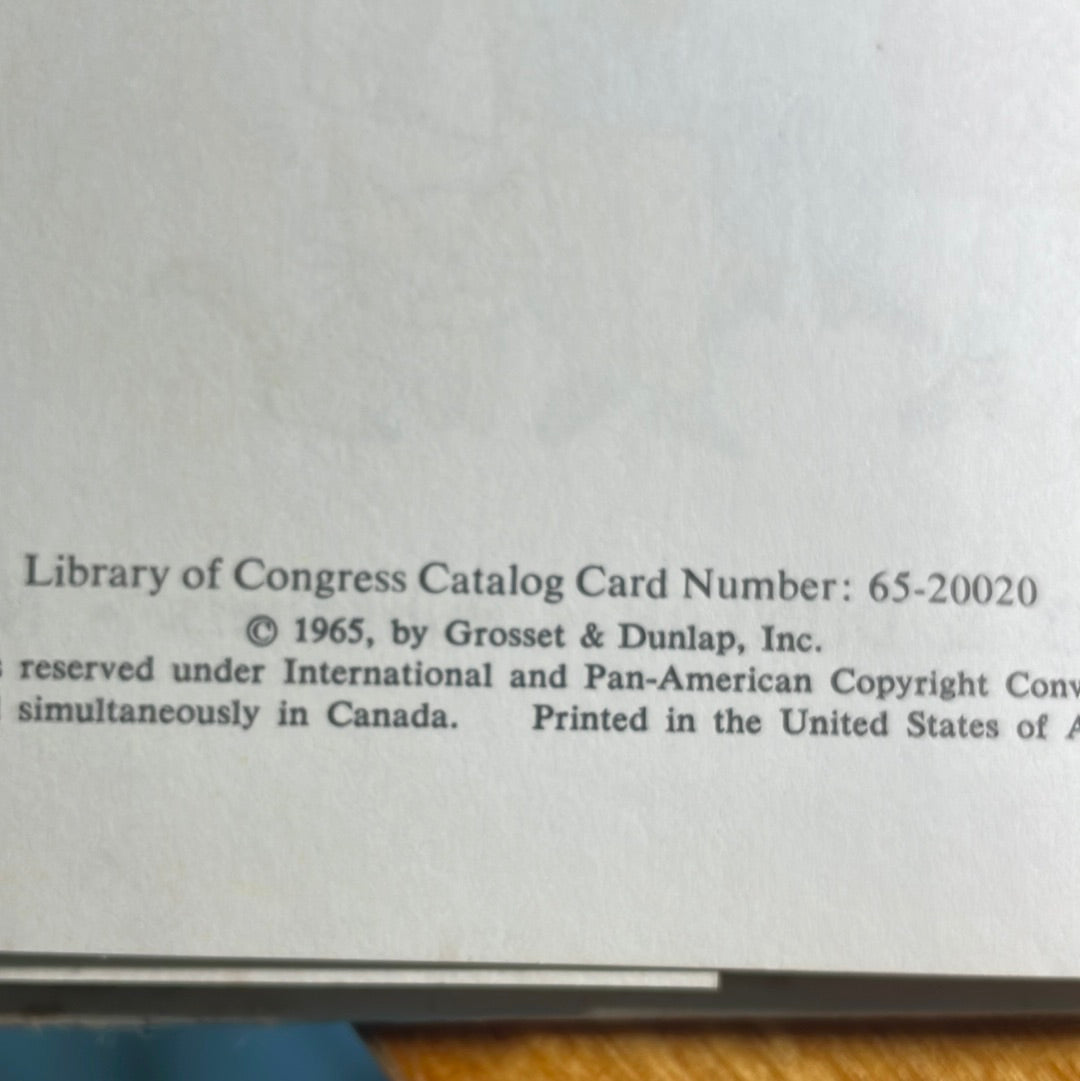 Library of Congress Catalog Card Number: 65-20020
© 1965, by Grosset & Dunlap, Inc.
reserved under International and Pan-American Copyright Conv
simultaneously in Canada. Printed in the United States of A